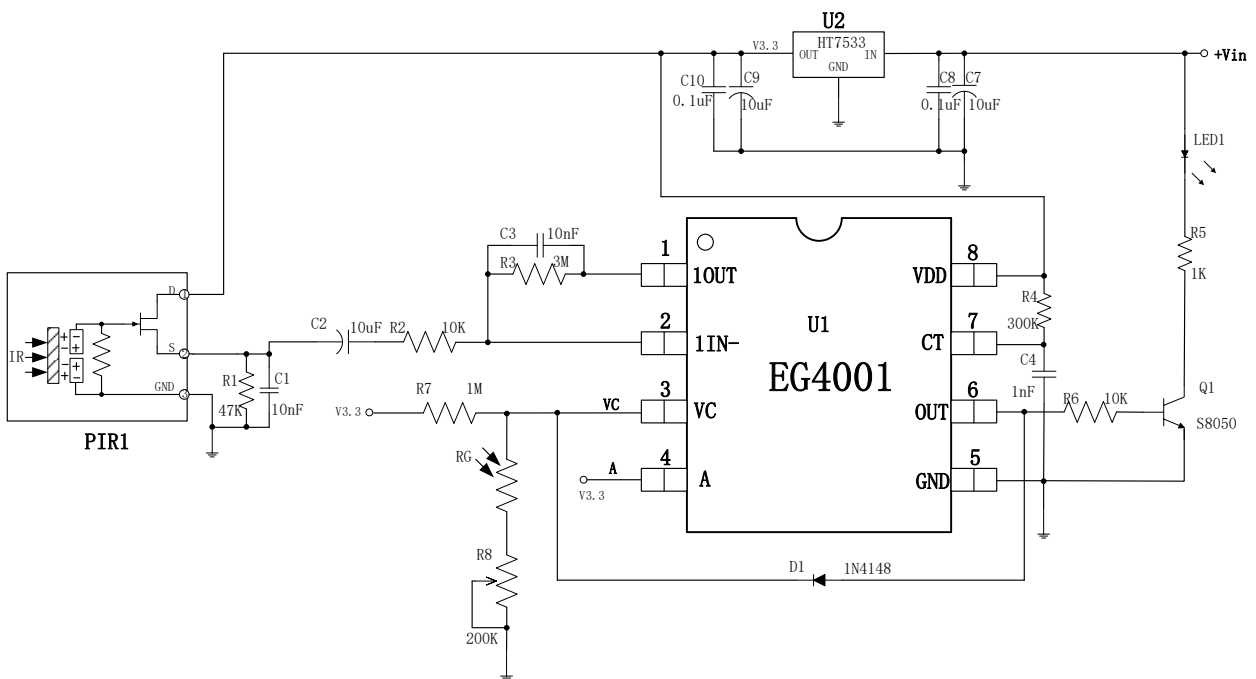 U2
HT7533
V3.3
OUT
IN
GND
+Vin
C10
0.1uF
C9
10uF
C8
0.1uF
C7
10uF
LED1
R5
1K
C3
10nF
R3
3M
1
1OUT
8
VDD
R4
300K
D
1
C2
10uF
R2
10K
2
1IN-
U1
EG4001
7
CT
C4
1nF
IR
S
2
GND
3
R1
47K
C1
10nF
PIR1
V3.3
R7
1M
VC
3
VC
6
OUT
R6
10K
Q1
S8050
RG
V3.3
A
4
A
5
GND
R8
200K
D1
1N4148